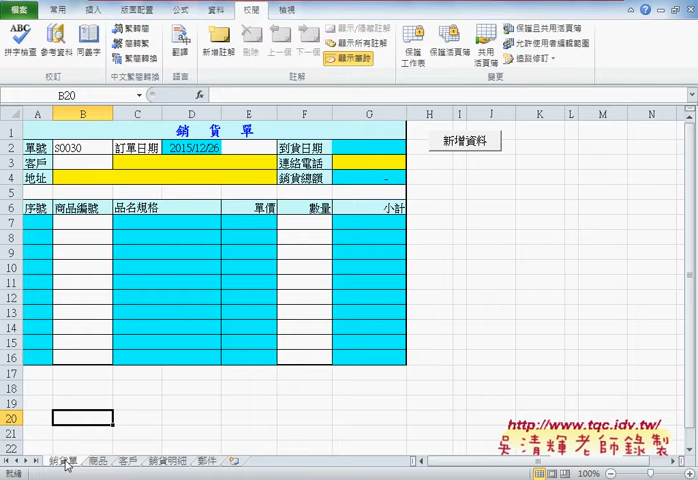 檔案 常用 插入 版面配置 公式 資料 校閱 檢視
ABC
拼字檢查 參考資料 同義字
繁轉簡
簡轉繁
繁簡轉換
翻譯
新增註解 刪除 上一個 下一個
顯示/隱藏註解
顯示所有註解
顯示筆跡
保護工作表 保護活頁簿 共用活頁簿
保護且共用活頁簿
允許使用者編輯範圍
追蹤修訂
校訂 中文繁簡轉換 語言 註解 變更
B20 fx
A B C D E F G H I J K L M N
1 銷 貨 單
新增資料
2 單號 S0030 訂單日期 2015/12/26 到貨日期
3 客戶 連絡電話
4 地址 銷貨總額 -
5
6 序號 商品編號 品名規格 單價 數量 小計
7
8
9
10
11
12
13
14
15
16
17
18
19
20
21
22
http://www.tqc.idv.tw/
吳清輝老師錄製
銷貨單 商品 客戶 銷貨明細 郵件
就緒 100%